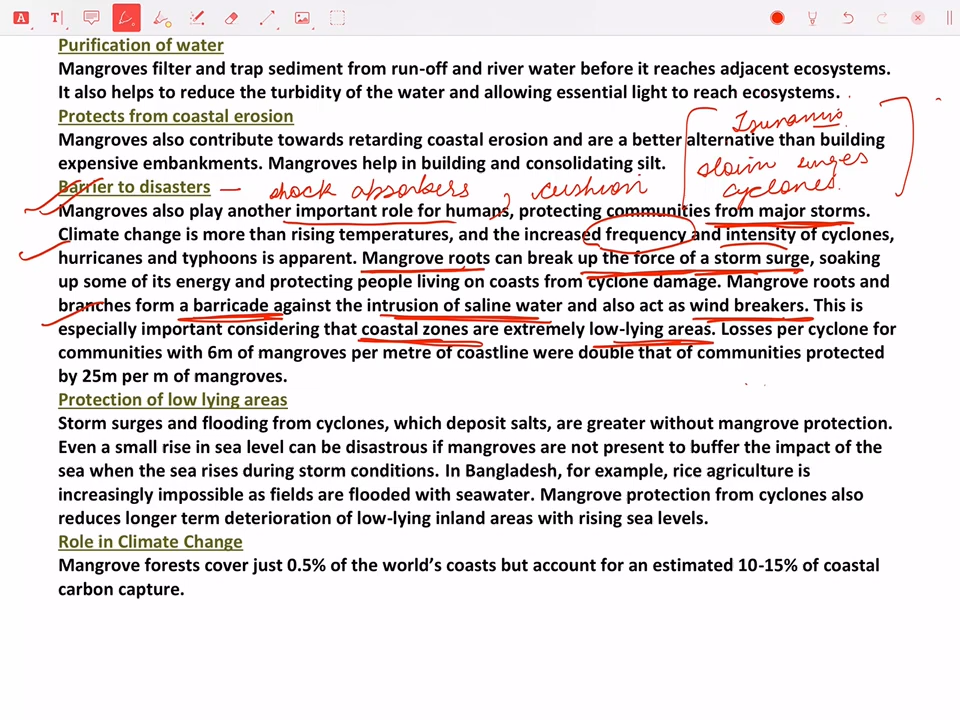 Purification of water
Mangroves filter and trap sediment from run-off and river water before it reaches adjacent ecosystems.
It also helps to reduce the turbidity of the water and allowing essential light to reach ecosystems.
Protects from coastal erosion
Tsunamis
Mangroves also contribute towards retarding coastal erosion and are a better alternative than building
expensive embankments. Mangroves help in building and consolidating silt.
storm surges
Barrier to disasters – shock absorbers, cushion
cyclones.
Mangroves also play another important role for humans, protecting communities from major storms.
Climate change is more than rising temperatures, and the increased frequency and intensity of cyclones,
hurricanes and typhoons is apparent. Mangrove roots can break up the force of a storm surge, soaking
up some of its energy and protecting people living on coasts from cyclone damage. Mangrove roots and
branches form a barricade against the intrusion of saline water and also act as wind breakers. This is
especially important considering that coastal zones are extremely low-lying areas. Losses per cyclone for
communities with 6m of mangroves per metre of coastline were double that of communities protected
by 25m per m of mangroves.
Protection of low lying areas
Storm surges and flooding from cyclones, which deposit salts, are greater without mangrove protection.
Even a small rise in sea level can be disastrous if mangroves are not present to buffer the impact of the
sea when the sea rises during storm conditions. In Bangladesh, for example, rice agriculture is
increasingly impossible as fields are flooded with seawater. Mangrove protection from cyclones also
reduces longer term deterioration of low-lying inland areas with rising sea levels.
Role in Climate Change
Mangrove forests cover just 0.5% of the world's coasts but account for an estimated 10-15% of coastal
carbon capture.